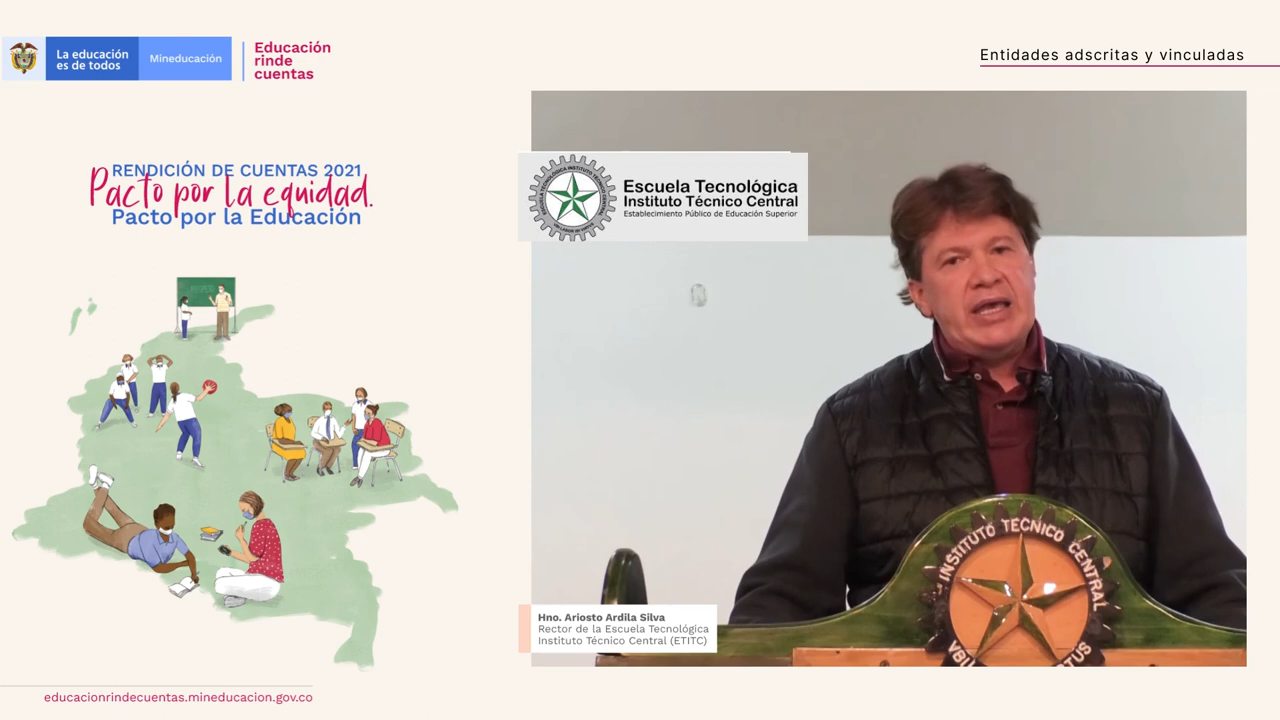 La educación
es de todos
Mineducación
Educación
rinde
cuentas
Entidades adscritas y vinculadas
RENDICIÓN DE CUENTAS 2021
Pacto por la equidad.
Pacto por la Educación
Escuela Tecnológica
Instituto Técnico Central
Establecimiento Público de Educación Superior
INSTITUTO TECNICO CENTRAL
Hno. Ariosto Ardila Silva
Rector de la Escuela Tecnológica
Instituto Técnico Central (ETITC)
educacionrindecuentas.mineducacion.gov.co